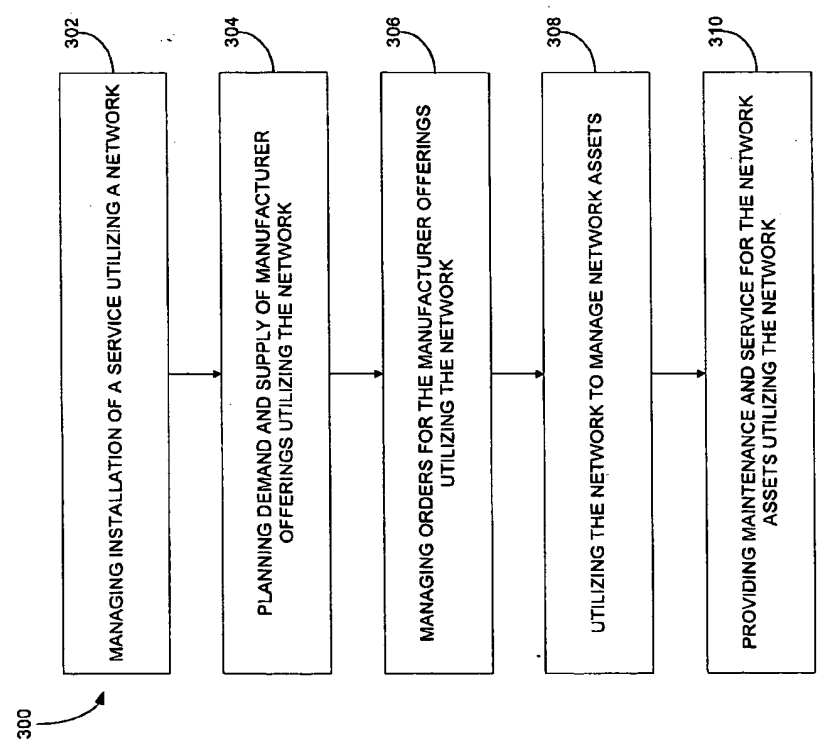 300
302
MANAGING INSTALLATION OF A SERVICE UTILIZING A NETWORK
304
PLANNING DEMAND AND SUPPLY OF MANUFACTURER
OFFERINGS UTILIZING THE NETWORK
306
MANAGING ORDERS FOR THE MANUFACTURER OFFERINGS
UTILIZING THE NETWORK
308
UTILIZING THE NETWORK TO MANAGE NETWORK ASSETS
310
PROVIDING MAINTENANCE AND SERVICE FOR THE NETWORK
ASSETS UTILIZING THE NETWORK